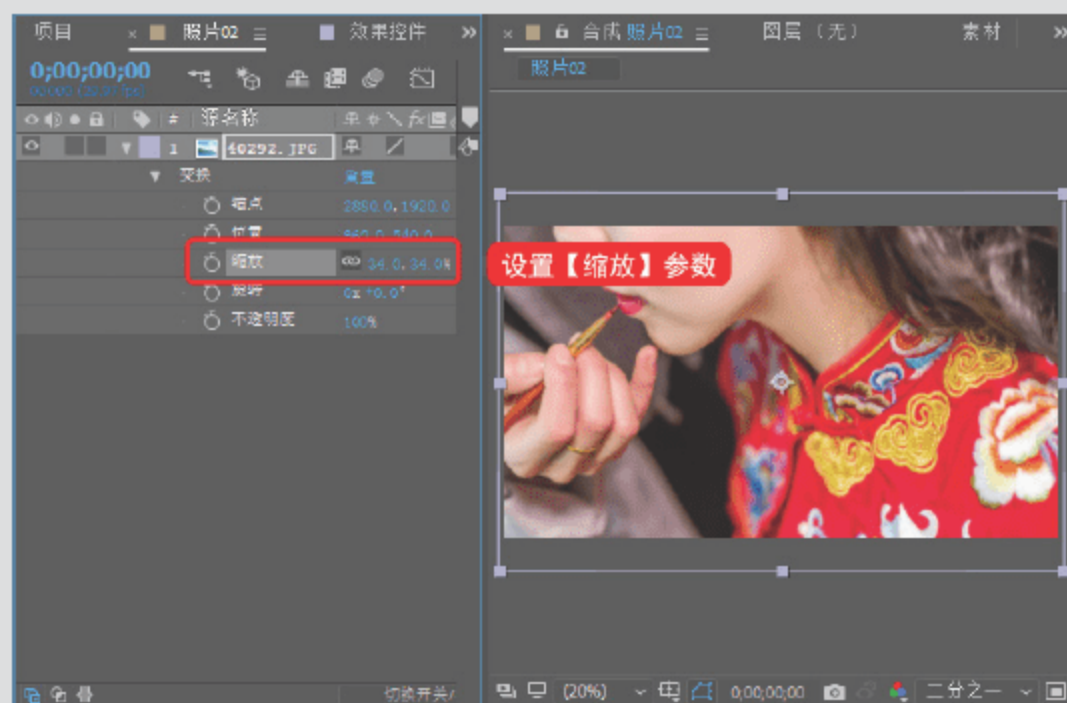 项目
照片02
效果控件
0;00;00;00
# 源名称
1 40292.JPG
变换 重置
锚点 2880.0,1920.0
位置 960.0,540.0
缩放 34.0,34.0%
旋转 0x+0.0°
不透明度 100%
切换开关/
合成 照片02
图层 (无)
素材
照片02
设置【缩放】参数
(20%)
0;00;00;00
二分之一